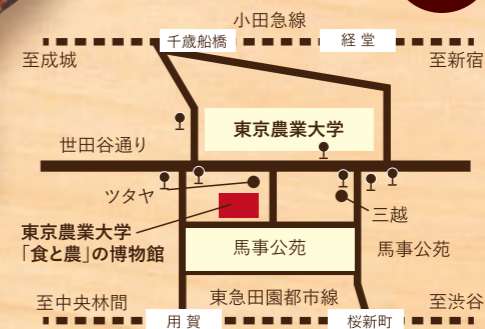 小田急線
千歳船橋
経堂
至成城
至新宿
東京農業大学
世田谷通り
ツタヤ
三越
東京農業大学
「食と農」の博物館
馬事公苑
馬事公苑
至中央林間
東急田園都市線
至渋谷
用賀
桜新町